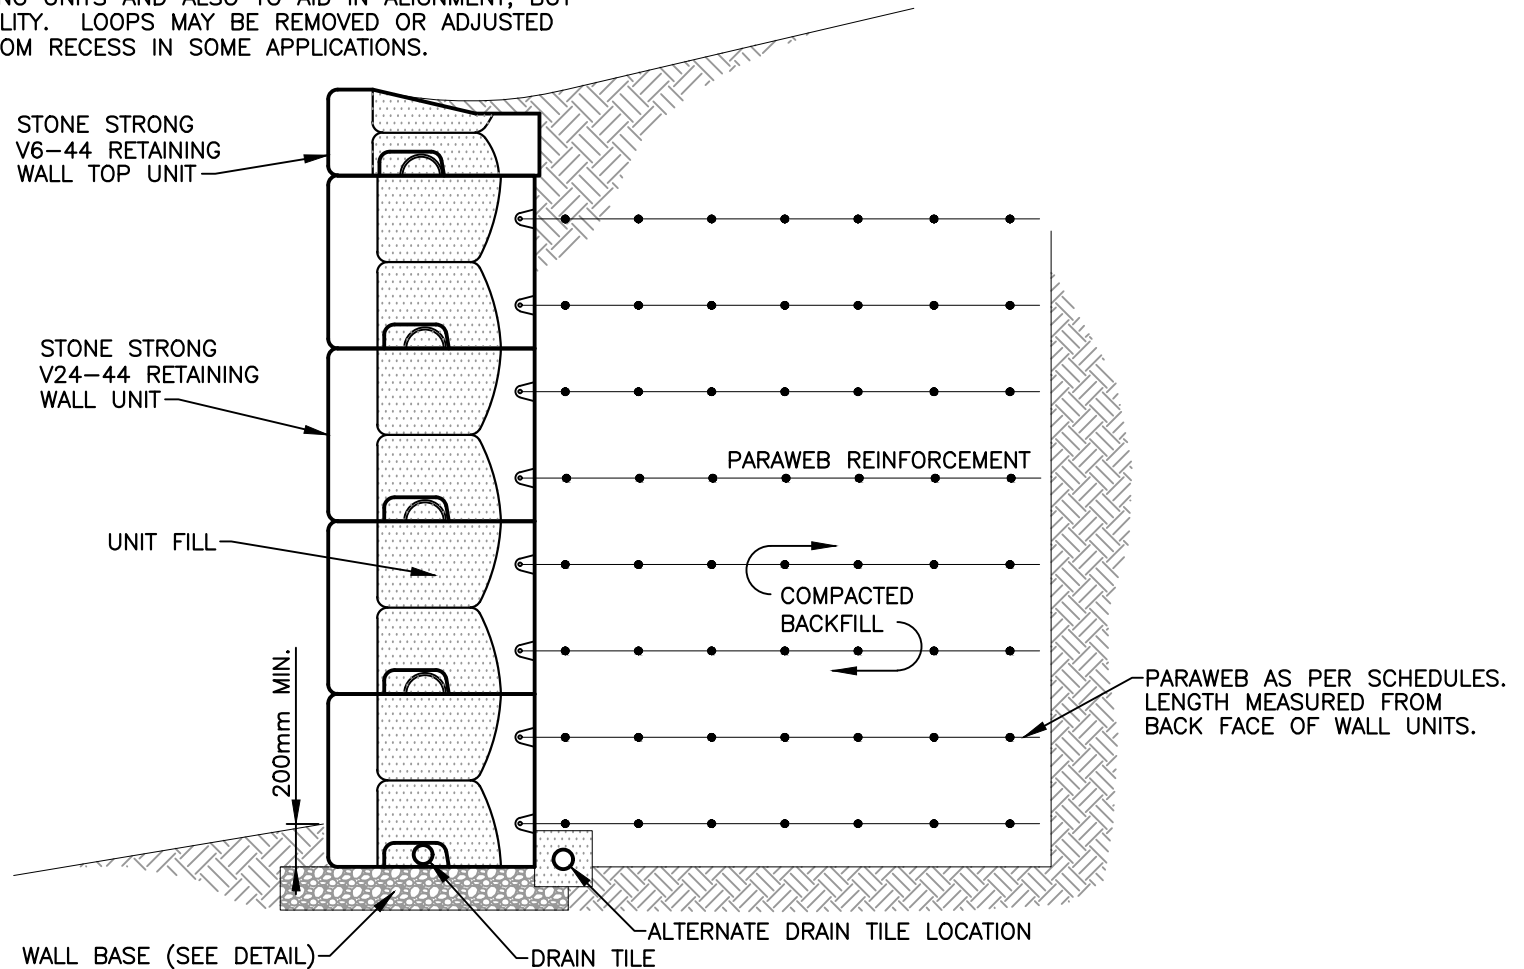 UNITS AND ALSO TO AID IN ALIGNMENT, BUT
LOOPS MAY BE REMOVED OR ADJUSTED
RECESS IN SOME APPLICATIONS.
STONE STRONG
V6-44 RETAINING
WALL TOP UNIT
STONE STRONG
V24-44 RETAINING
WALL UNIT
PARAWEB REINFORCEMENT
UNIT FILL
COMPACTED
BACKFILL
200mm MIN.
PARAWEB AS PER SCHEDULES.
LENGTH MEASURED FROM
BACK FACE OF WALL UNITS.
ALTERNATE DRAIN TILE LOCATION
WALL BASE (SEE DETAIL)
DRAIN TILE